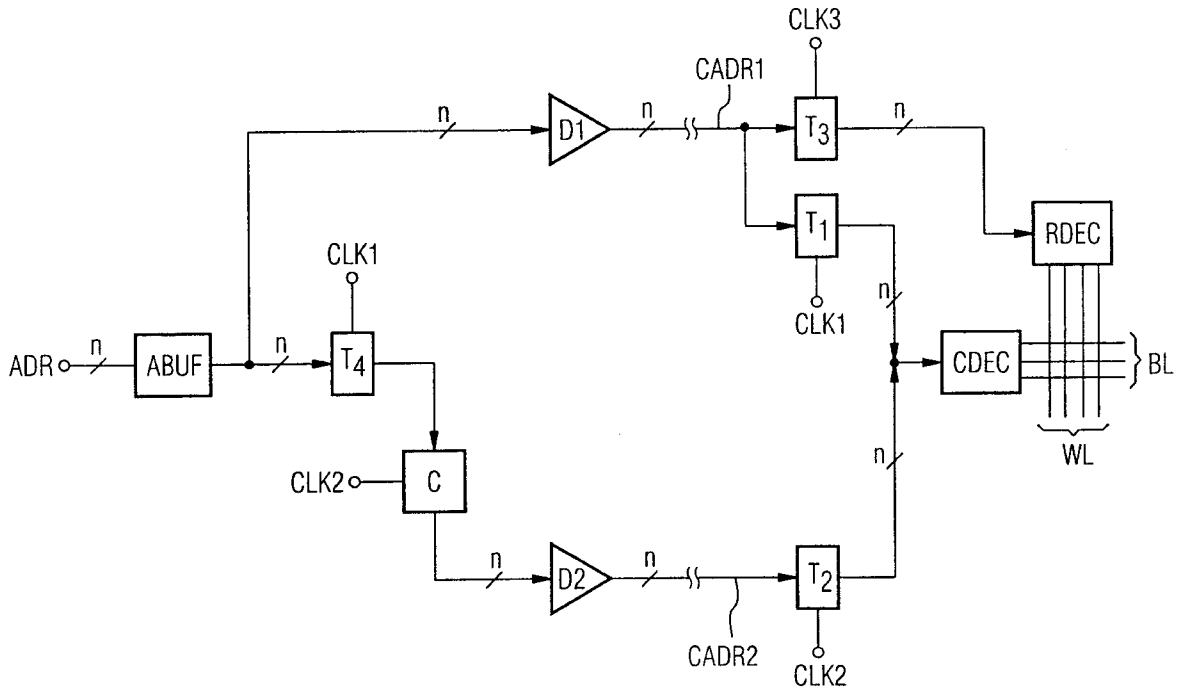 CLK3
CADR1
n
D1
n
T3
n
T1
RDEC
CLK1
n
CLK1
ADR
n
ABUF
n
T4
CDEC
BL
WL
CLK2
C
n
n
D2
n
T2
CADR2
CLK2